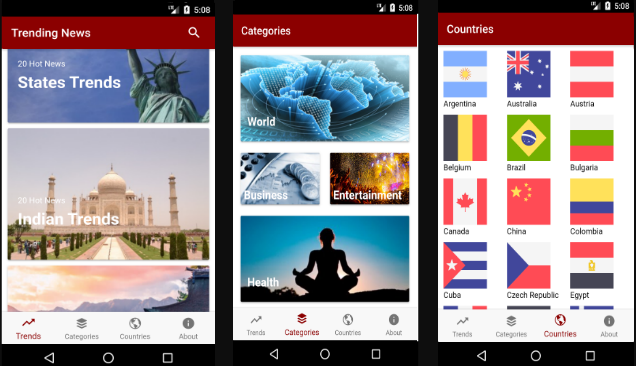 5:08
Trending News
20 Hot News
States Trends
20 Hot News
Indian Trends
Trends
Categories
Countries
About
5:08
Categories
World
Business
Entertainment
Health
Trends
Categories
Countries
About
5:08
Countries
Argentina
Australia
Austria
Belgium
Brazil
Bulgaria
Canada
China
Colombia
Cuba
Czech Republic
Egypt
Trends
Categories
Countries
About